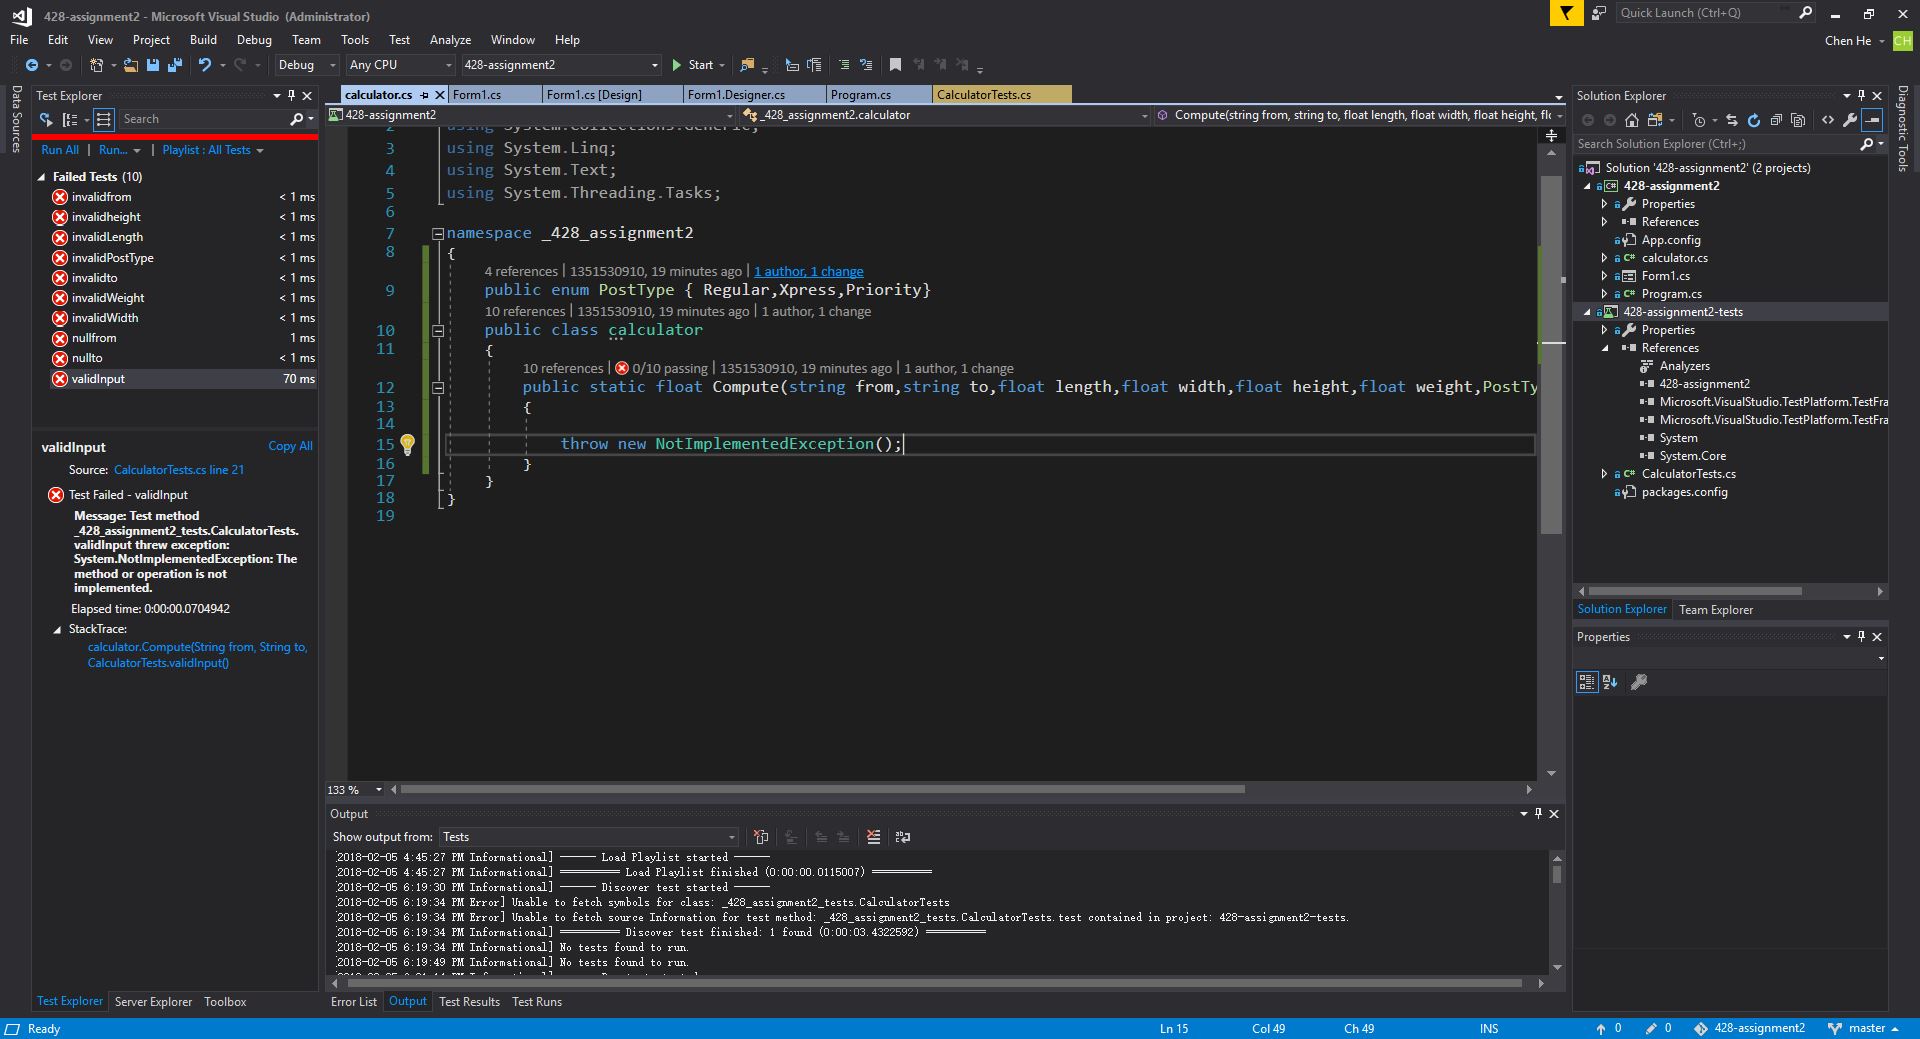 428-assignment2 - Microsoft Visual Studio (Administrator)
Quick Launch (Ctrl+Q)
File Edit View Project Build Debug Team Tools Test Analyze Window Help
Chen He
CH
Debug Any CPU 428-assignment2 Start
Data Sources
Test Explorer
Search
Run All | Run... | Playlist : All Tests
Failed Tests (10)
invalidfrom < 1 ms
invalidheight < 1 ms
invalidLength < 1 ms
invalidPostType < 1 ms
invalidto < 1 ms
invalidWeight < 1 ms
invalidWidth < 1 ms
nullfrom 1 ms
nullto < 1 ms
validInput 70 ms
validInput Copy All
Source: CalculatorTests.cs line 21
Test Failed - validInput
Message: Test method
_428_assignment2_tests.CalculatorTests.
validInput threw exception:
System.NotImplementedException: The
method or operation is not
implemented.
Elapsed time: 0:00:00.0704942
StackTrace:
calculator.Compute(String from, String to,
CalculatorTests.validInput()
Test Explorer Server Explorer Toolbox
calculator.cs Form1.cs Form1.cs [Design] Form1.Designer.cs Program.cs CalculatorTests.cs
428-assignment2 _428_assignment2.calculator Compute(string from, string to, float length, float width, float height, flo
2 using System.Collections.Generic;
3 using System.Linq;
4 using System.Text;
5 using System.Threading.Tasks;
6
7 namespace _428_assignment2
8 {
4 references | 1351530910, 19 minutes ago | 1 author, 1 change
9 public enum PostType { Regular,Xpress,Priority}
10 references | 1351530910, 19 minutes ago | 1 author, 1 change
10 public class calculator
11 {
10 references | 0/10 passing | 1351530910, 19 minutes ago | 1 author, 1 change
12 public static float Compute(string from,string to,float length,float width,float height,float weight,PostTy
13 {
14
15 throw new NotImplementedException();
16 }
17 }
18 }
19
133 %
Output
Show output from: Tests
[2018-02-05 4:45:27 PM Informational] ------ Load Playlist started ------
[2018-02-05 4:45:27 PM Informational] ========== Load Playlist finished (0:00:00.0115007) ==========
[2018-02-05 6:19:30 PM Informational] ------ Discover test started ------
[2018-02-05 6:19:34 PM Error] Unable to fetch symbols for class: _428_assignment2_tests.CalculatorTests
[2018-02-05 6:19:34 PM Error] Unable to fetch source Information for test method: _428_assignment2_tests.CalculatorTests.test contained in project: 428-assignment2-tests.
[2018-02-05 6:19:34 PM Informational] ========== Discover test finished: 1 found (0:00:03.4322592) ==========
[2018-02-05 6:19:34 PM Informational] No tests found to run.
[2018-02-05 6:19:49 PM Informational] No tests found to run.
Error List Output Test Results Test Runs
Solution Explorer
Search Solution Explorer (Ctrl+;)
Solution '428-assignment2' (2 projects)
428-assignment2
Properties
References
App.config
calculator.cs
Form1.cs
Program.cs
428-assignment2-tests
Properties
References
Analyzers
428-assignment2
Microsoft.VisualStudio.TestPlatform.TestFra
Microsoft.VisualStudio.TestPlatform.TestFra
System
System.Core
CalculatorTests.cs
packages.config
Solution Explorer Team Explorer
Properties
Diagnostic Tools
Ready Ln 15 Col 49 Ch 49 INS 0 0 428-assignment2 master